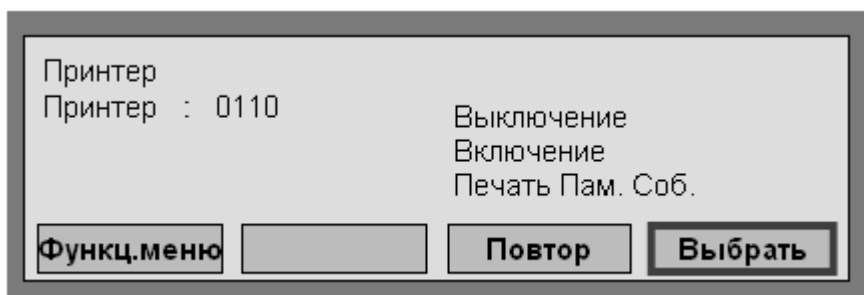 Принтер
Принтер : 0110
Выключение
Включение
Печать Пам. Соб.
Функц.меню Повтор Выбрать